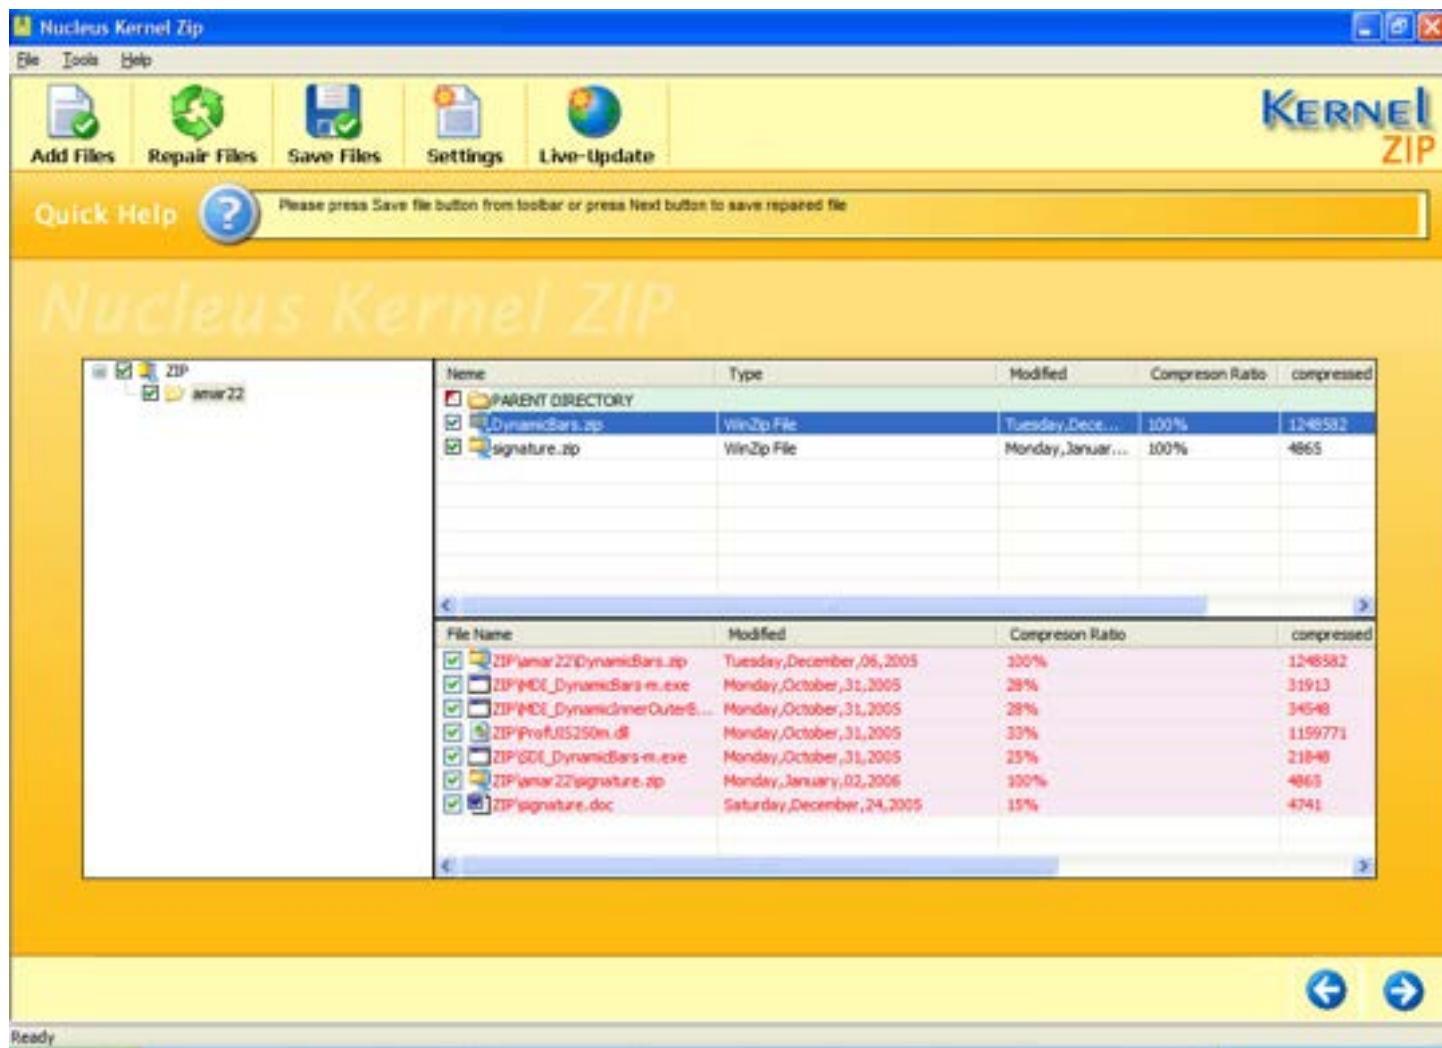 Nucleus Kernel Zip
File Tools Help
Add Files Repair Files Save Files Settings Live-Update
KERNEL
ZIP
Quick Help ? Please press Save file button from toolbar or press Next button to save repaired file
Nucleus Kernel ZIP
ZIP
amar22
Name Type Modified Compreson Ratio compressed
PARENT DIRECTORY
DynamicBars.zip WinZip File Tuesday,Dece... 100% 1248582
signature.zip WinZip File Monday,Januar... 100% 4865
File Name Modified Compreson Ratio compressed
ZIP\amar22\DynamicBars.zip Tuesday,December,06,2005 100% 1248582
ZIP\MDI_DynamicBars-m.exe Monday,October,31,2005 28% 31913
ZIP\MDI_DynamicInnerOuterB... Monday,October,31,2005 28% 34548
ZIP\ProfUIS250m.dll Monday,October,31,2005 33% 1159771
ZIP\SDI_DynamicBars-m.exe Monday,October,31,2005 25% 21848
ZIP\amar22\signature.zip Monday,January,02,2006 100% 4865
ZIP\signature.doc Saturday,December,24,2005 15% 4741
Ready